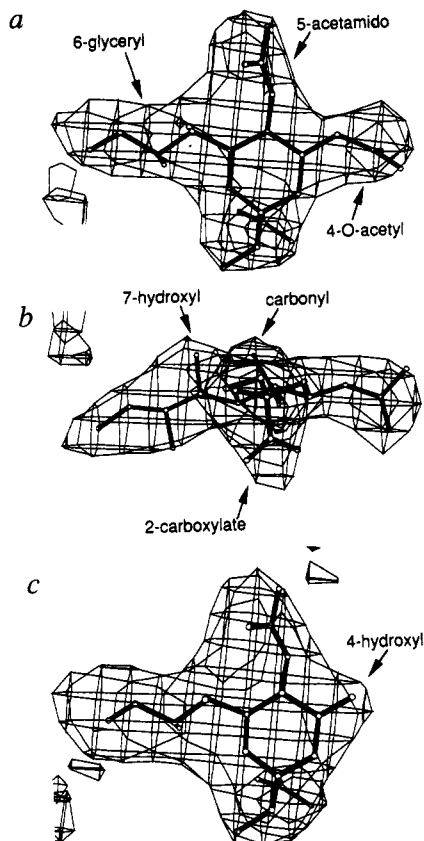 a
6-glyceryl
5-acetamido
4-O-acetyl
b
7-hydroxyl
carbonyl
2-carboxylate
c
4-hydroxyl